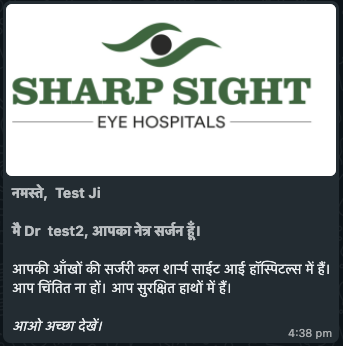 SHARP SIGHT
EYE HOSPITALS
नमस्ते, Test Ji
मै Dr test2, आपका नेत्र सर्जन हूँ।
आपकी आँखों की सर्जरी कल शार्प्य साईट आई हॉस्पिटल्स में हैं।
आप चिंतित ना हों। आप सुरक्षित हाथों में हैं।
आओ अच्छा देखें।
4:38 pm